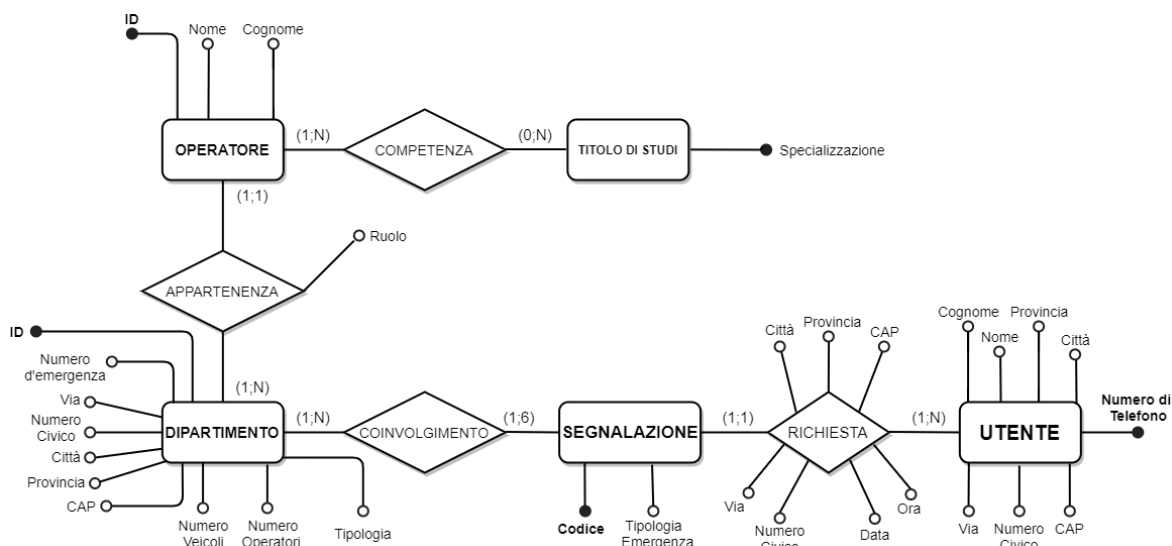 ID
Nome
Cognome
OPERATORE
(1;N)
COMPETENZA
(0;N)
TITOLO DI STUDI
Specializzazione
(1;1)
Ruolo
APPARTENENZA
ID
Numero
d'emergenza
Via
Numero
Civico
Città
Provincia
CAP
(1;N)
DIPARTIMENTO
Numero
Veicoli
Numero
Operatori
Tipologia
(1;N)
COINVOLGIMENTO
(1;6)
SEGNALAZIONE
Codice
Tipologia
Emergenza
(1;1)
Città
Provincia
CAP
RICHIESTA
Via
Numero
Civico
Data
Ora
(1;N)
Cognome
Nome
Provincia
Città
Numero di
Telefono
UTENTE
Via
Numero
Civico
CAP